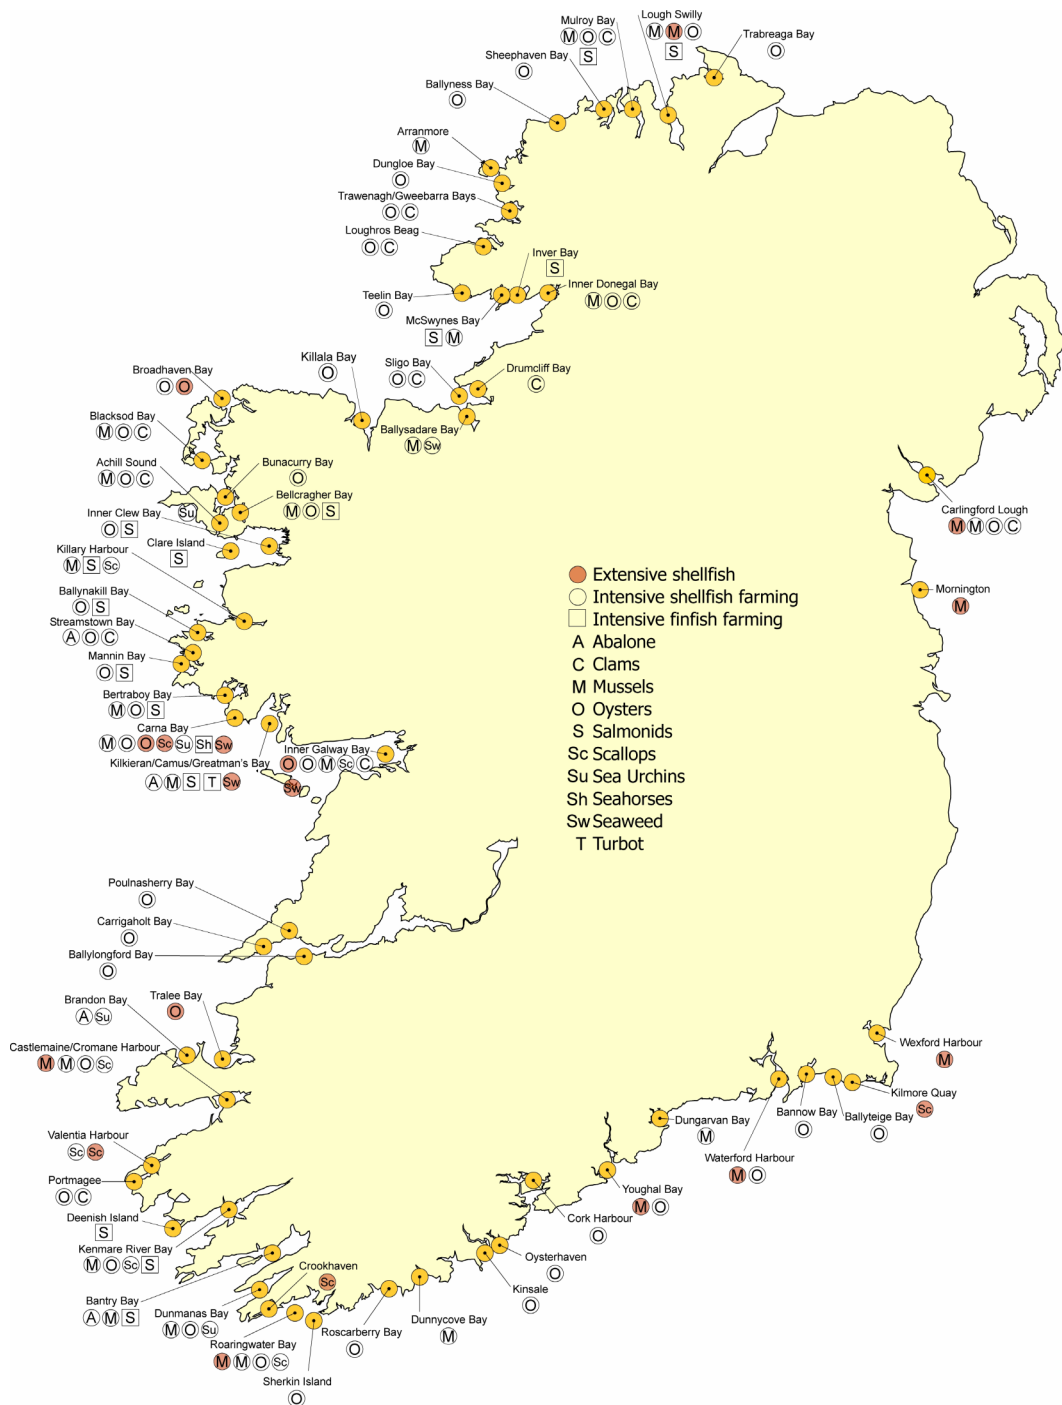 Lough Swilly
M M O
S
Mulroy Bay
M O C
S
Trabreaga Bay
O
Sheephaven Bay
O
Ballyness Bay
O
Arranmore
M
Dungloe Bay
O
Trawenagh/Gweebarra Bays
O C
Loughros Beag
O C
Inver Bay
S
Inner Donegal Bay
M O C
Teelin Bay
O
McSwynes Bay
S M
Killala Bay
O
Sligo Bay
O C
Drumcliff Bay
C
Broadhaven Bay
O O
Ballysadare Bay
M Sw
Blacksod Bay
M O C
Achill Sound
M O C
Su
Bunacurry Bay
O
Bellcragher Bay
M O S
Inner Clew Bay
O S
Clare Island
S
Carlingford Lough
M M O C
Killary Harbour
M S Sc
Ballynakill Bay
O S
Streamstown Bay
A O C
Mannin Bay
O S
Mornington
M
Extensive shellfish
Intensive shellfish farming
Intensive finfish farming
A Abalone
C Clams
M Mussels
O Oysters
S Salmonids
Sc Scallops
Su Sea Urchins
Sh Seahorses
Sw Seaweed
T Turbot
Bertraboy Bay
M O S
Carna Bay
M O O Sc Su Sh Sw
Kilkieran/Camus/Greatman's Bay
A M S T Sw
Inner Galway Bay
O O M Sc C
Sw
Poulnasherry Bay
O
Carrigaholt Bay
O
Ballylongford Bay
O
Tralee Bay
O
Brandon Bay
A Su
Castlemaine/Cromane Harbour
M M O Sc
Wexford Harbour
M
Kilmore Quay
Sc
Ballyteige Bay
O
Bannow Bay
O
Waterford Harbour
M O
Dungarvan Bay
M
Youghal Bay
M O
Valentia Harbour
Sc Sc
Portmagee
O C
Deenish Island
S
Kenmare River Bay
M O Sc S
Cork Harbour
O
Oysterhaven
O
Kinsale
O
Bantry Bay
A M S
Dunmanas Bay
M O Su
Crookhaven
Sc
Dunnycove Bay
M
Roscarberry Bay
O
Roaringwater Bay
M M O Sc
Sherkin Island
O